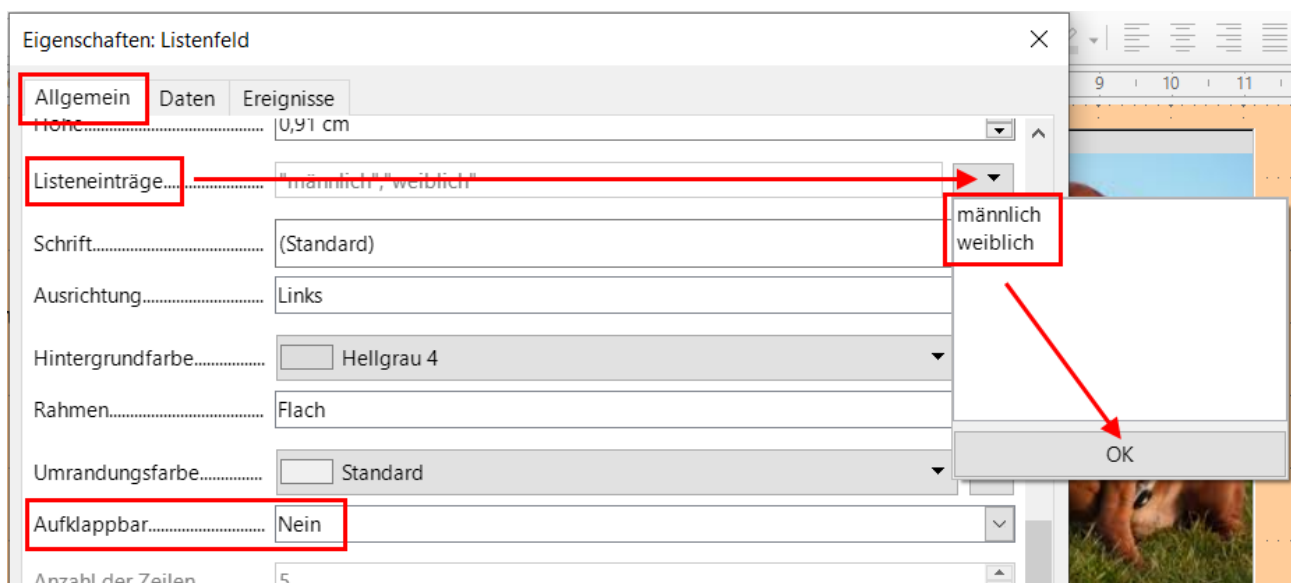 Eigenschaften: Listenfeld
9 10 11
Allgemein Daten Ereignisse
Höhe 0,91 cm
Listeneinträge "männlich","weiblich"
männlich
weiblich
Schrift (Standard)
Ausrichtung Links
Hintergrundfarbe Hellgrau 4
Rahmen Flach
OK
Umrandungsfarbe Standard
Aufklappbar Nein
Anzahl der Zeilen 5